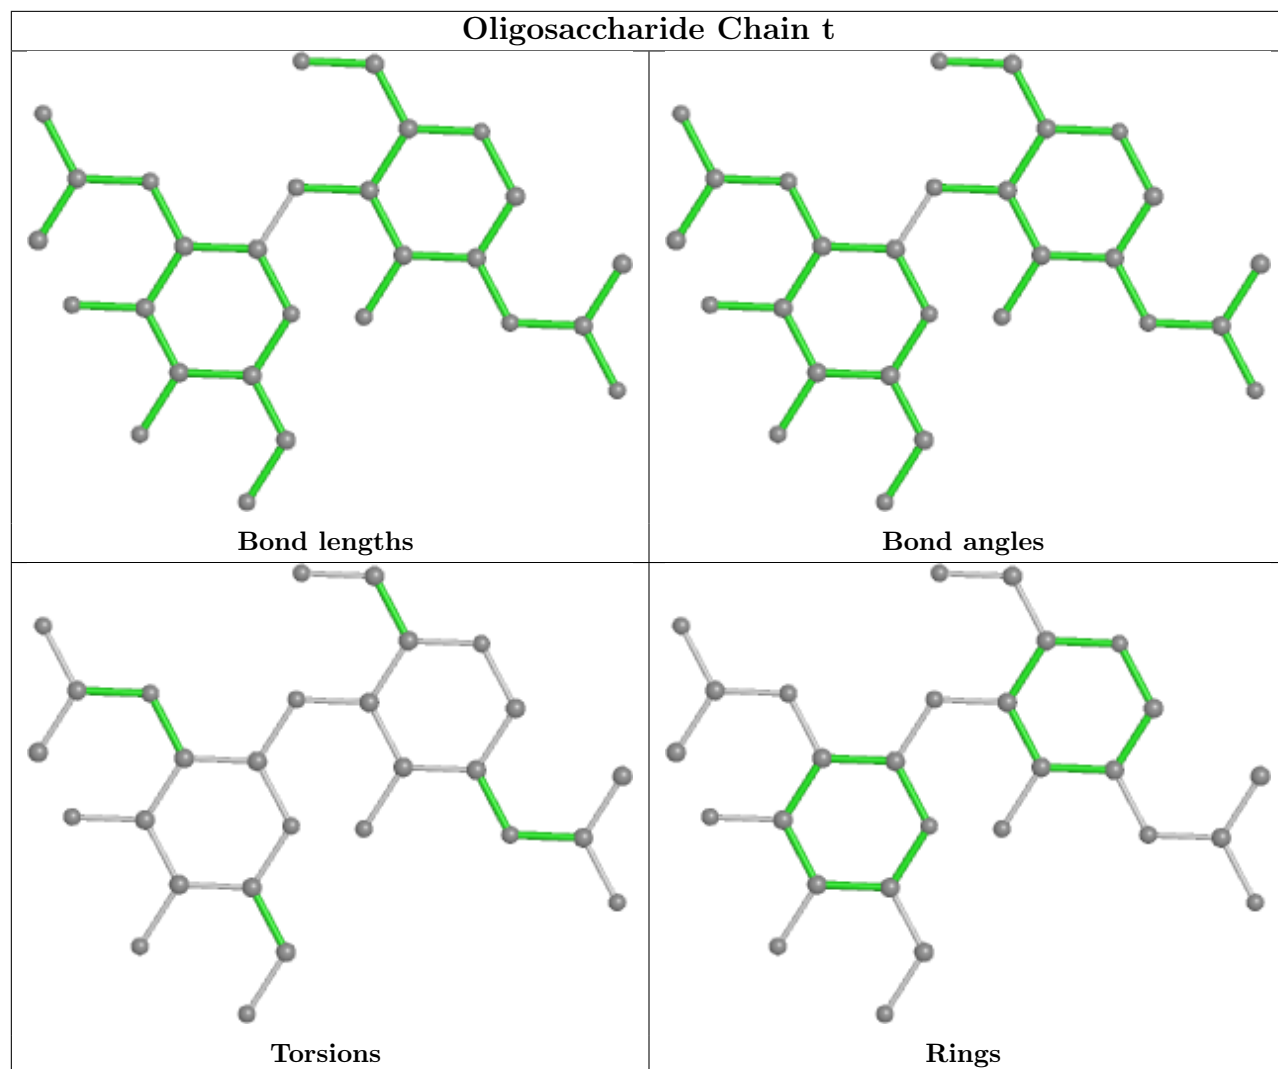 Oligosaccharide Chain t
Bond lengths
Bond angles
Torsions
Rings